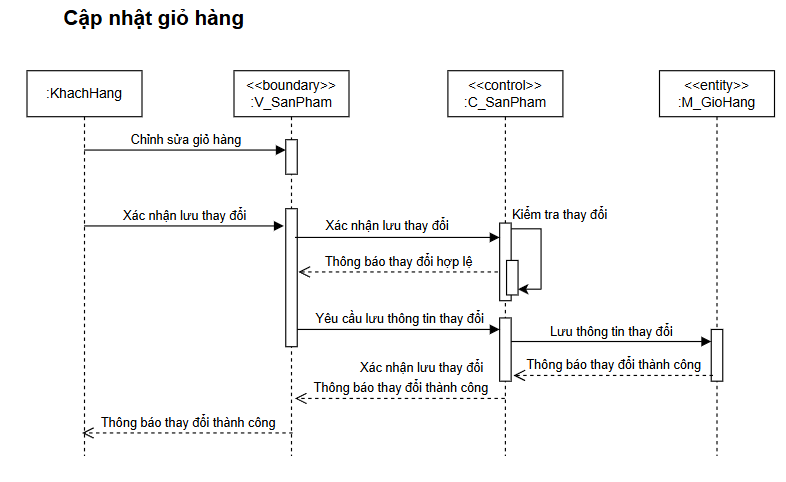 Cập nhật giỏ hàng
:KhachHang
<<boundary>>
:V_SanPham
<<control>>
:C_SanPham
<<entity>>
:M_GioHang
Chỉnh sửa giỏ hàng
Xác nhận lưu thay đổi
Xác nhận lưu thay đổi
Kiểm tra thay đổi
Thông báo thay đổi hợp lệ
Yêu cầu lưu thông tin thay đổi
Lưu thông tin thay đổi
Xác nhận lưu thay đổi
Thông báo thay đổi thành công
Thông báo thay đổi thành công
Thông báo thay đổi thành công